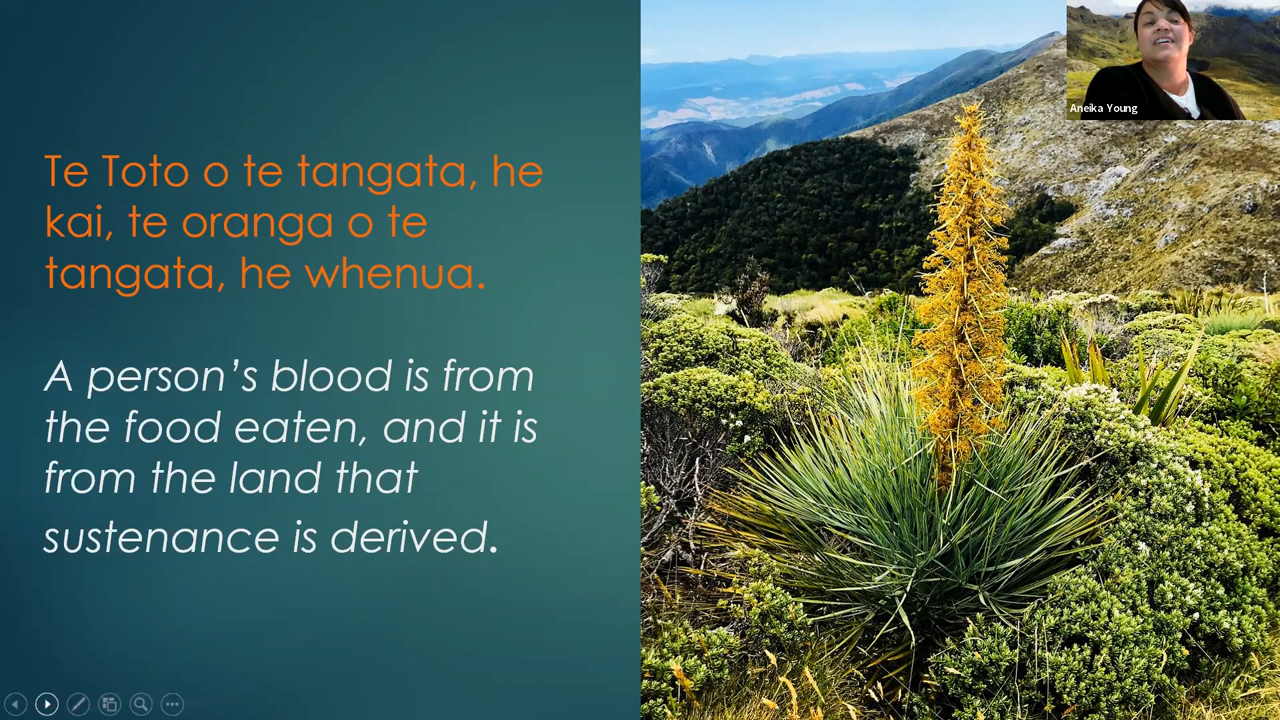 Te Toto o te tangata, he
kai, te oranga o te
tangata, he whenua.
A person’s blood is from
the food eaten, and it is
from the land that
sustenance is derived.
Aneika Young